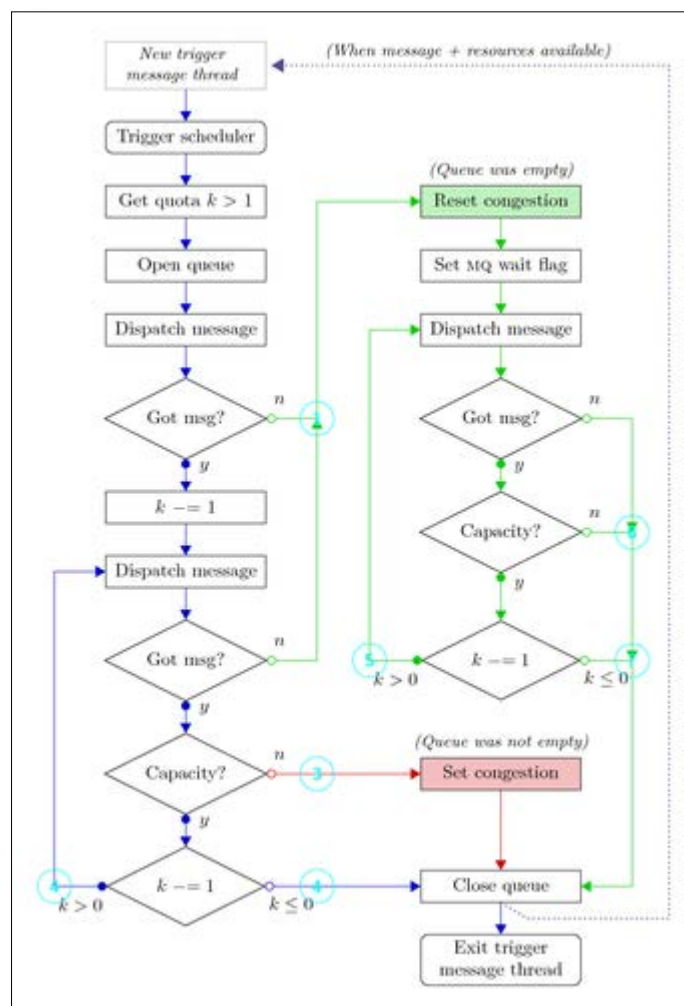 New trigger
message thread
(When message + resources available)
Trigger scheduler
Get quota k > 1
Open queue
Dispatch message
Got msg?
n
1
y
k −= 1
Dispatch message
Got msg?
n
y
Capacity?
n
3
y
k −= 1
k > 0
k ≤ 0
4
(Queue was empty)
Reset congestion
Set MQ wait flag
Dispatch message
Got msg?
n
y
Capacity?
n
y
k −= 1
5
k > 0
k ≤ 0
7
(Queue was not empty)
Set congestion
Close queue
Exit trigger
message thread